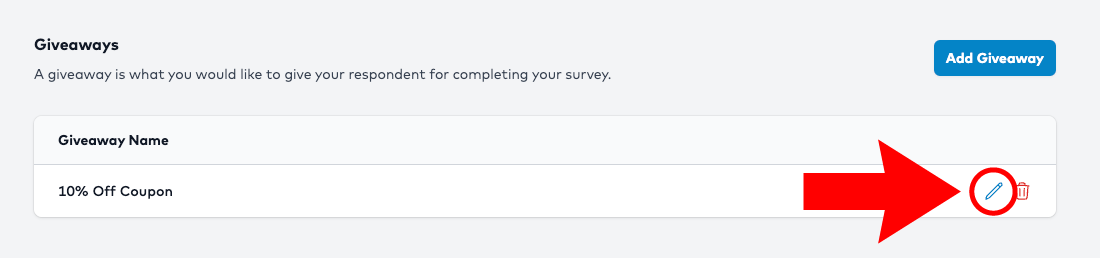 Giveaways
A giveaway is what you would like to give your respondent for completing your survey.
Add Giveaway
Giveaway Name
10% Off Coupon